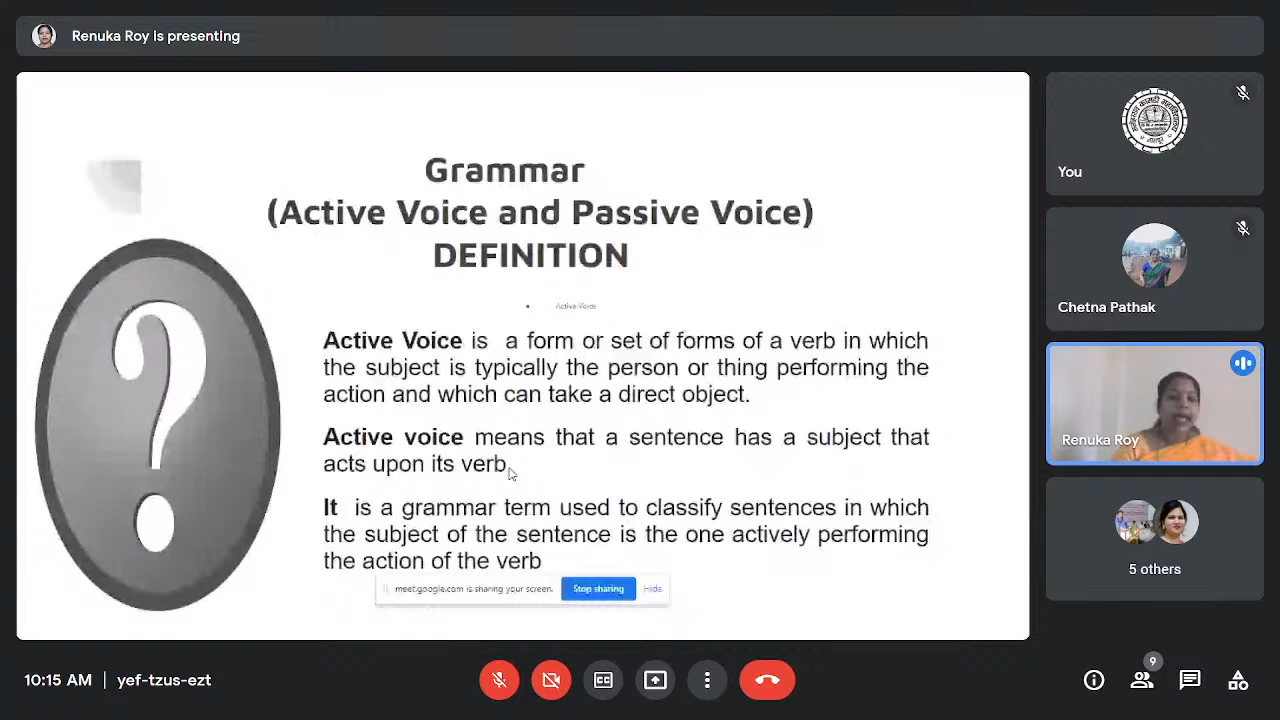 Renuka Roy is presenting
Grammar
(Active Voice and Passive Voice)
DEFINITION
• Active Voice
Active Voice is a form or set of forms of a verb in which
the subject is typically the person or thing performing the
action and which can take a direct object.
Active voice means that a sentence has a subject that
acts upon its verb
It is a grammar term used to classify sentences in which
the subject of the sentence is the one actively performing
the action of the verb
meet.google.com is sharing your screen.
Stop sharing
Hide
You
Chetna Pathak
Renuka Roy
5 others
10:15 AM | yef-tzus-ezt
9